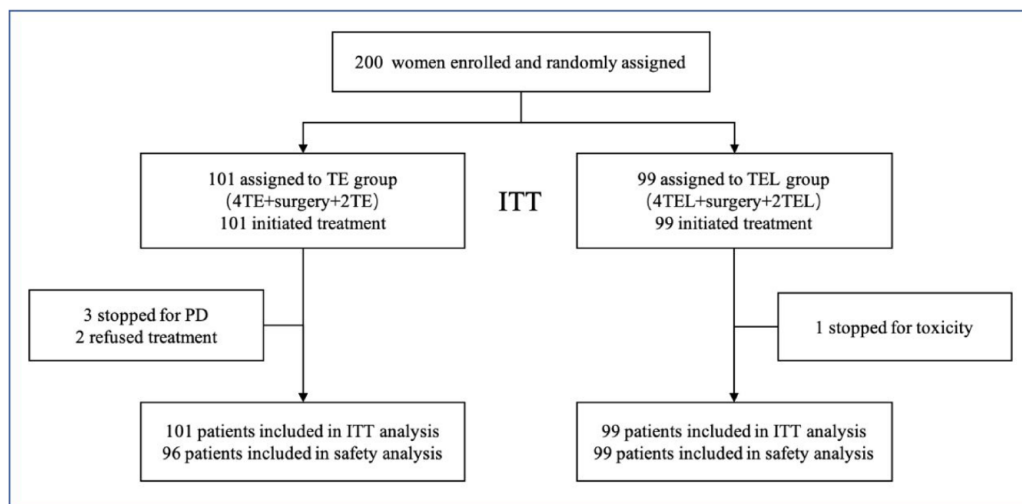 200 women enrolled and randomly assigned
101 assigned to TE group
(4TE+surgery+2TE)
101 initiated treatment
ITT
99 assigned to TEL group
(4TEL+surgery+2TEL)
99 initiated treatment
3 stopped for PD
2 refused treatment
1 stopped for toxicity
101 patients included in ITT analysis
96 patients included in safety analysis
99 patients included in ITT analysis
99 patients included in safety analysis